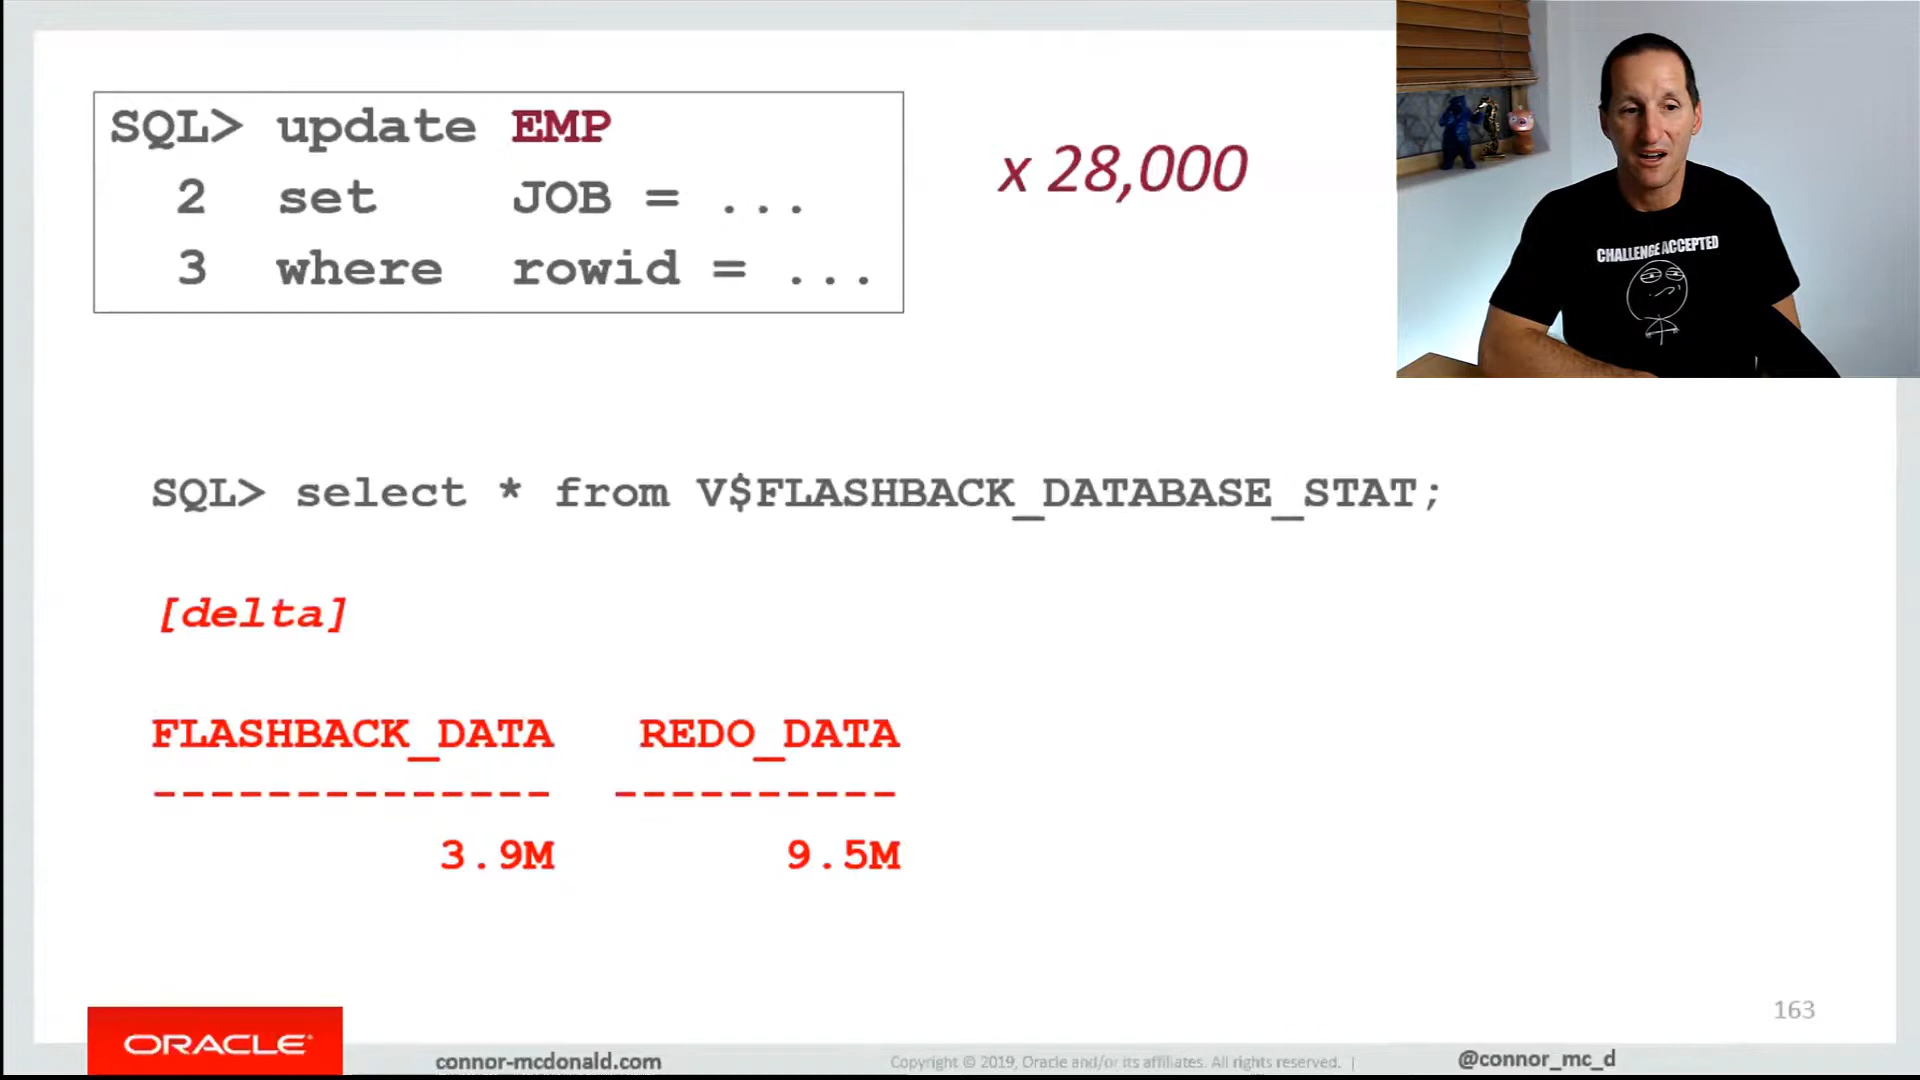 SQL> update EMP
2 set JOB = ...
3 where rowid = ...
x 28,000
CHALLENGE ACCEPTED
SQL> select * from V$FLASHBACK_DATABASE_STAT;
[delta]
FLASHBACK_DATA REDO_DATA
-------------- ----------
3.9M 9.5M
163
ORACLE
connor-mcdonald.com
Copyright © 2019, Oracle and/or its affiliates. All rights reserved. |
@connor_mc_d